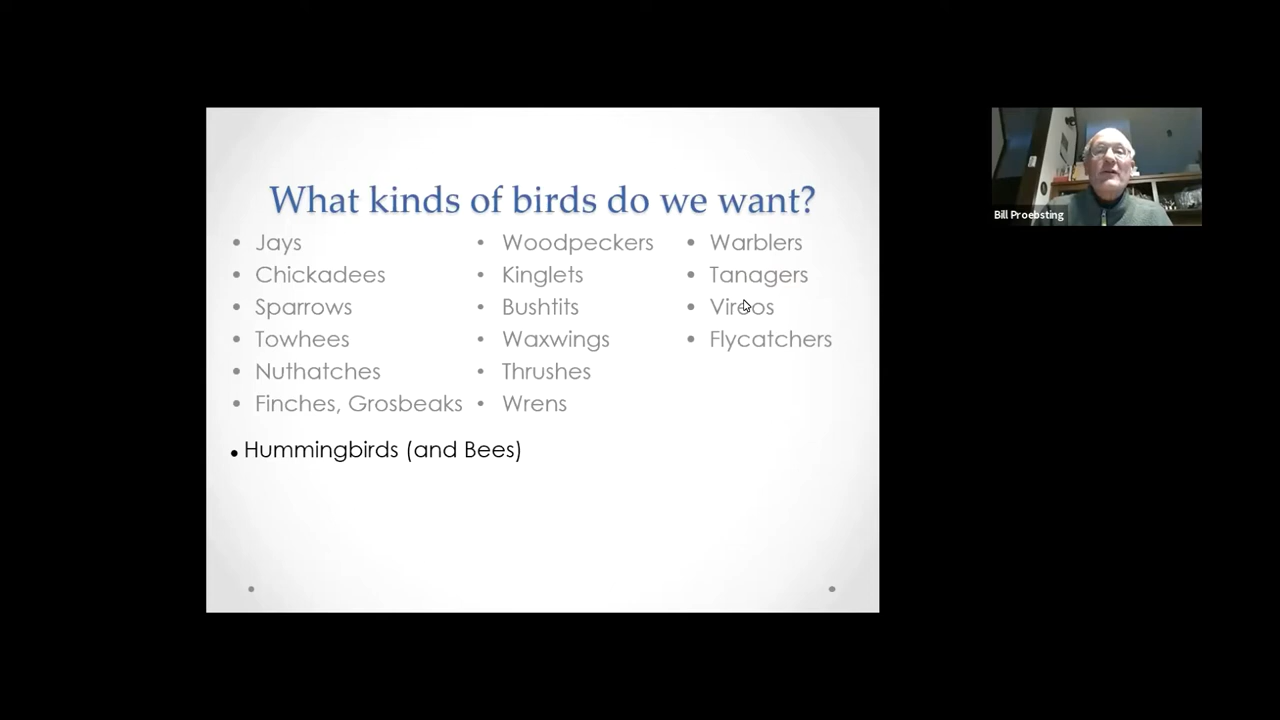 What kinds of birds do we want?
• Jays
• Chickadees
• Sparrows
• Towhees
• Nuthatches
• Finches, Grosbeaks
• Woodpeckers
• Kinglets
• Bushtits
• Waxwings
• Thrushes
• Wrens
• Warblers
• Tanagers
• Vireos
• Flycatchers
• Hummingbirds (and Bees)
Bill Proebsting